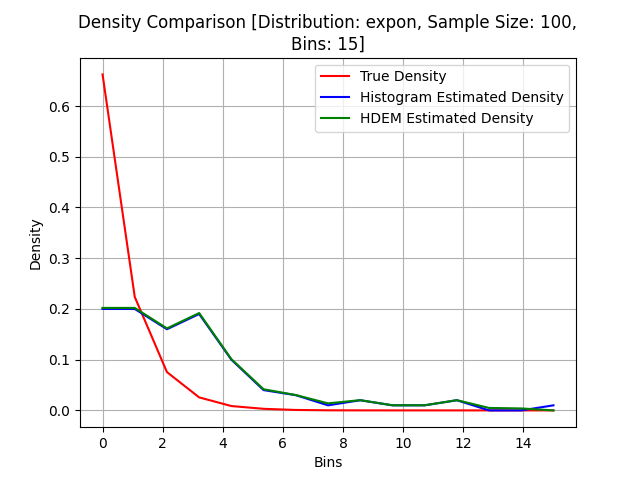 Density Comparison [Distribution: expon, Sample Size: 100,
Bins: 15]
True Density
Histogram Estimated Density
HDEM Estimated Density
Density
0.6
0.5
0.4
0.3
0.2
0.1
0.0
0 2 4 6 8 10 12 14
Bins